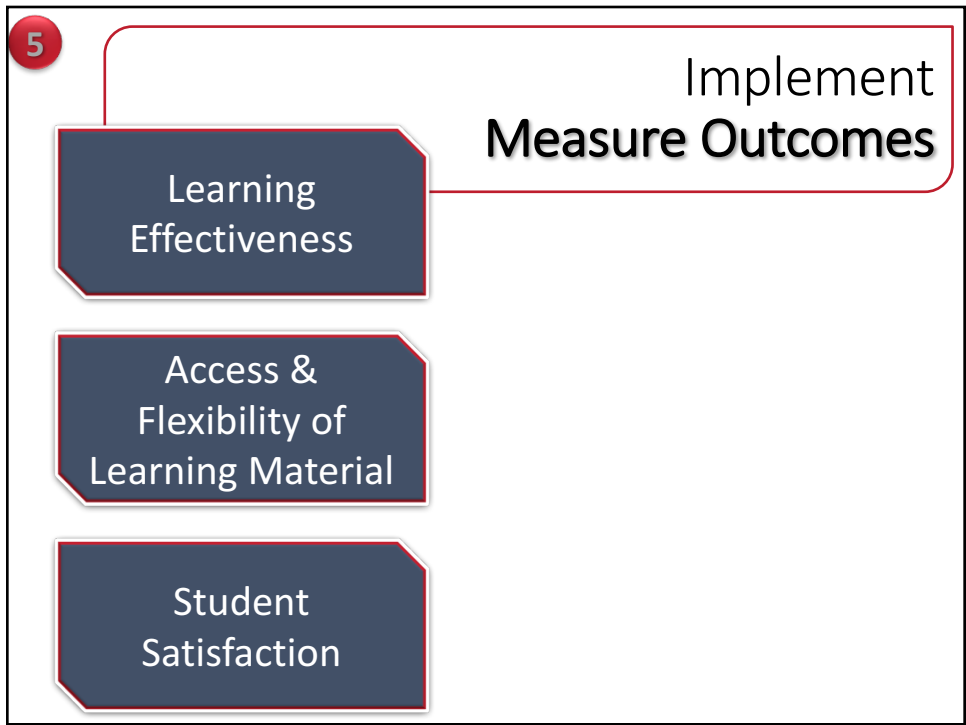 5
Implement
Measure Outcomes
Learning
Effectiveness
Access &
Flexibility of
Learning Material
Student
Satisfaction